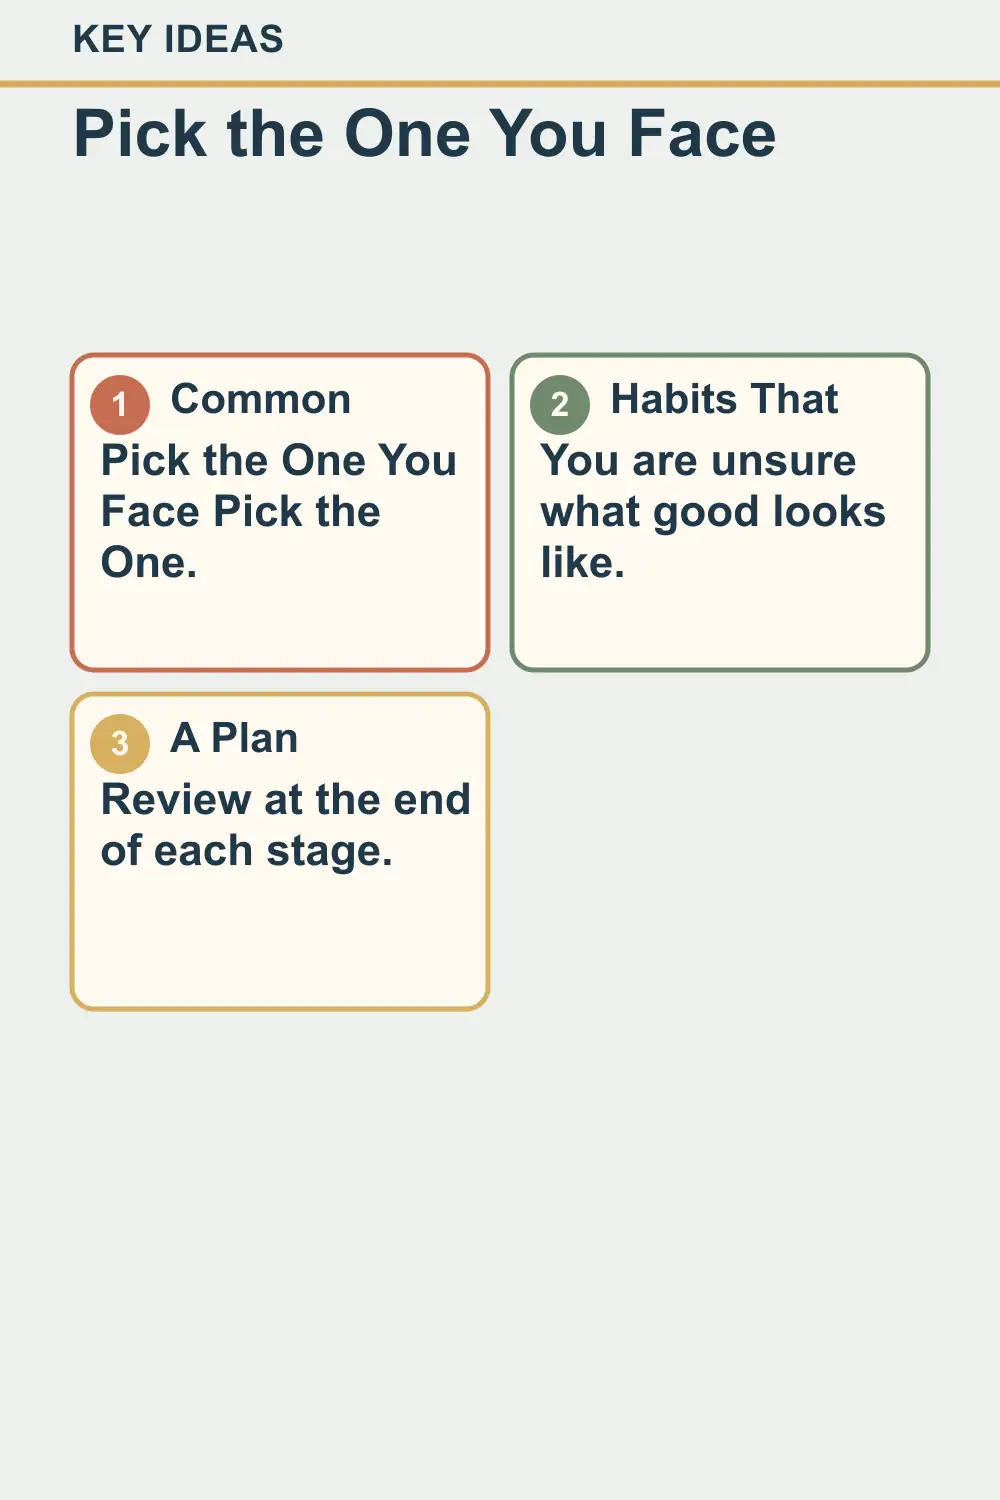 KEY IDEAS
Pick the One You Face
1 Common
Pick the One You
Face Pick the
One.
2 Habits That
You are unsure
what good looks
like.
3 A Plan
Review at the end
of each stage.